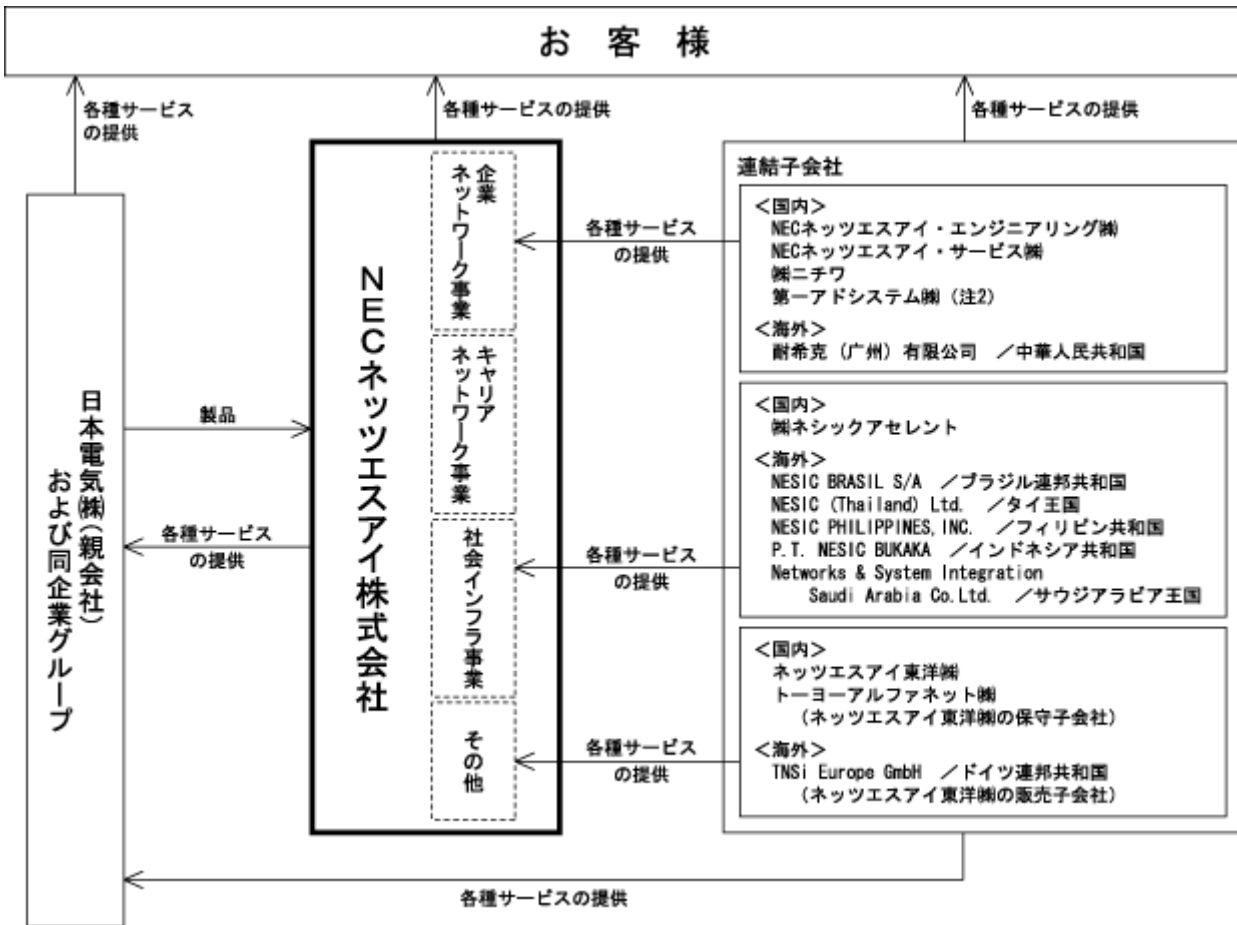 お客様
各種サービス
の提供
各種サービスの提供
各種サービスの提供
日本電気㈱(親会社)
および同企業グループ
製品
各種サービス
の提供
NECネッツエスアイ株式会社
企業
ネットワーク事業
キャリア
ネットワーク事業
社会インフラ事業
その他
各種サービス
の提供
各種サービス
の提供
各種サービス
の提供
連結子会社
<国内>
NECネッツエスアイ・エンジニアリング㈱
NECネッツエスアイ・サービス㈱
㈱ニチワ
第一アドシステム㈱(注2)
<海外>
耐希克(广州)有限公司 /中華人民共和国
<国内>
㈱ネシックアセレント
<海外>
NESIC BRASIL S/A /ブラジル連邦共和国
NESIC (Thailand) Ltd. /タイ王国
NESIC PHILIPPINES, INC. /フィリピン共和国
P.T. NESIC BUKAKA /インドネシア共和国
Networks & System Integration
Saudi Arabia Co.Ltd. /サウジアラビア王国
<国内>
ネッツエスアイ東洋㈱
トーヨーアルファネット㈱
(ネッツエスアイ東洋㈱の保守子会社)
<海外>
TNSi Europe GmbH /ドイツ連邦共和国
(ネッツエスアイ東洋㈱の販売子会社)
各種サービスの提供